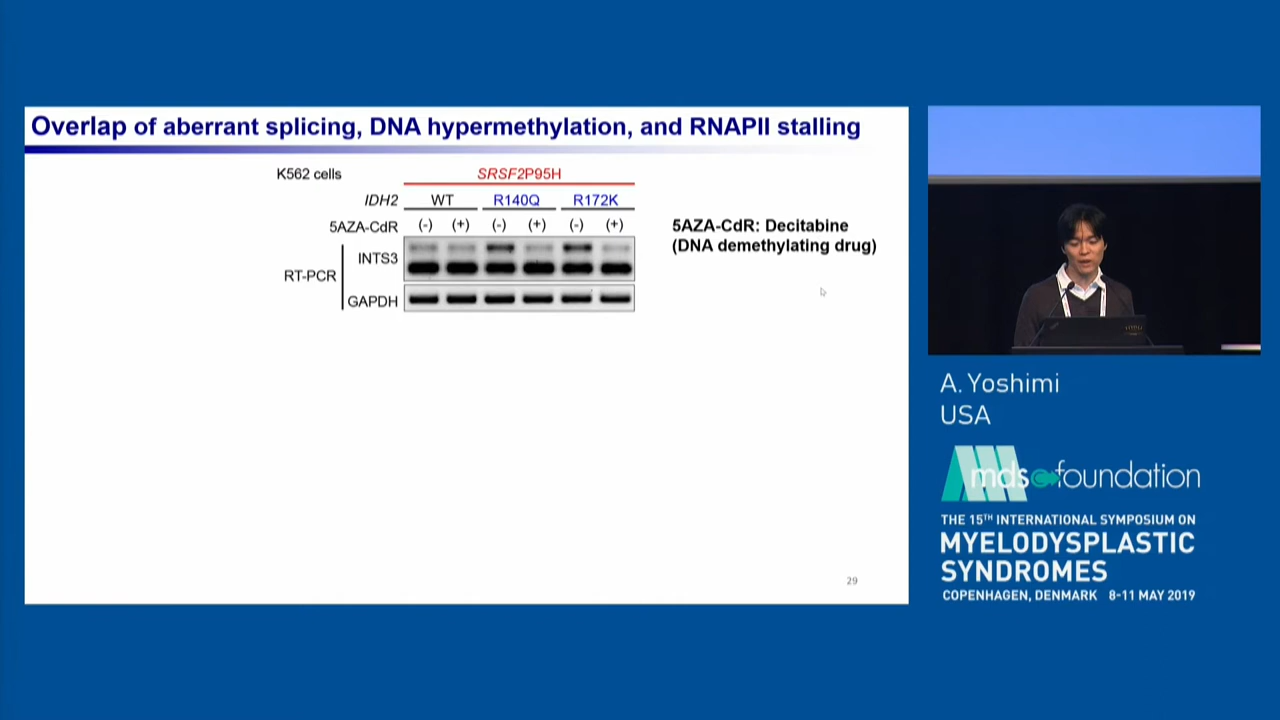 Overlap of aberrant splicing, DNA hypermethylation, and RNAPII stalling
K562 cells
SRSF2P95H
IDH2 WT R140Q R172K
5AZA-CdR (-) (+) (-) (+) (-) (+)
RT-PCR
INTS3
GAPDH
5AZA-CdR: Decitabine
(DNA demethylating drug)
29
A. Yoshimi
USA
mds foundation
THE 15TH INTERNATIONAL SYMPOSIUM ON
MYELODYSPLASTIC
SYNDROMES
COPENHAGEN, DENMARK 8-11 MAY 2019